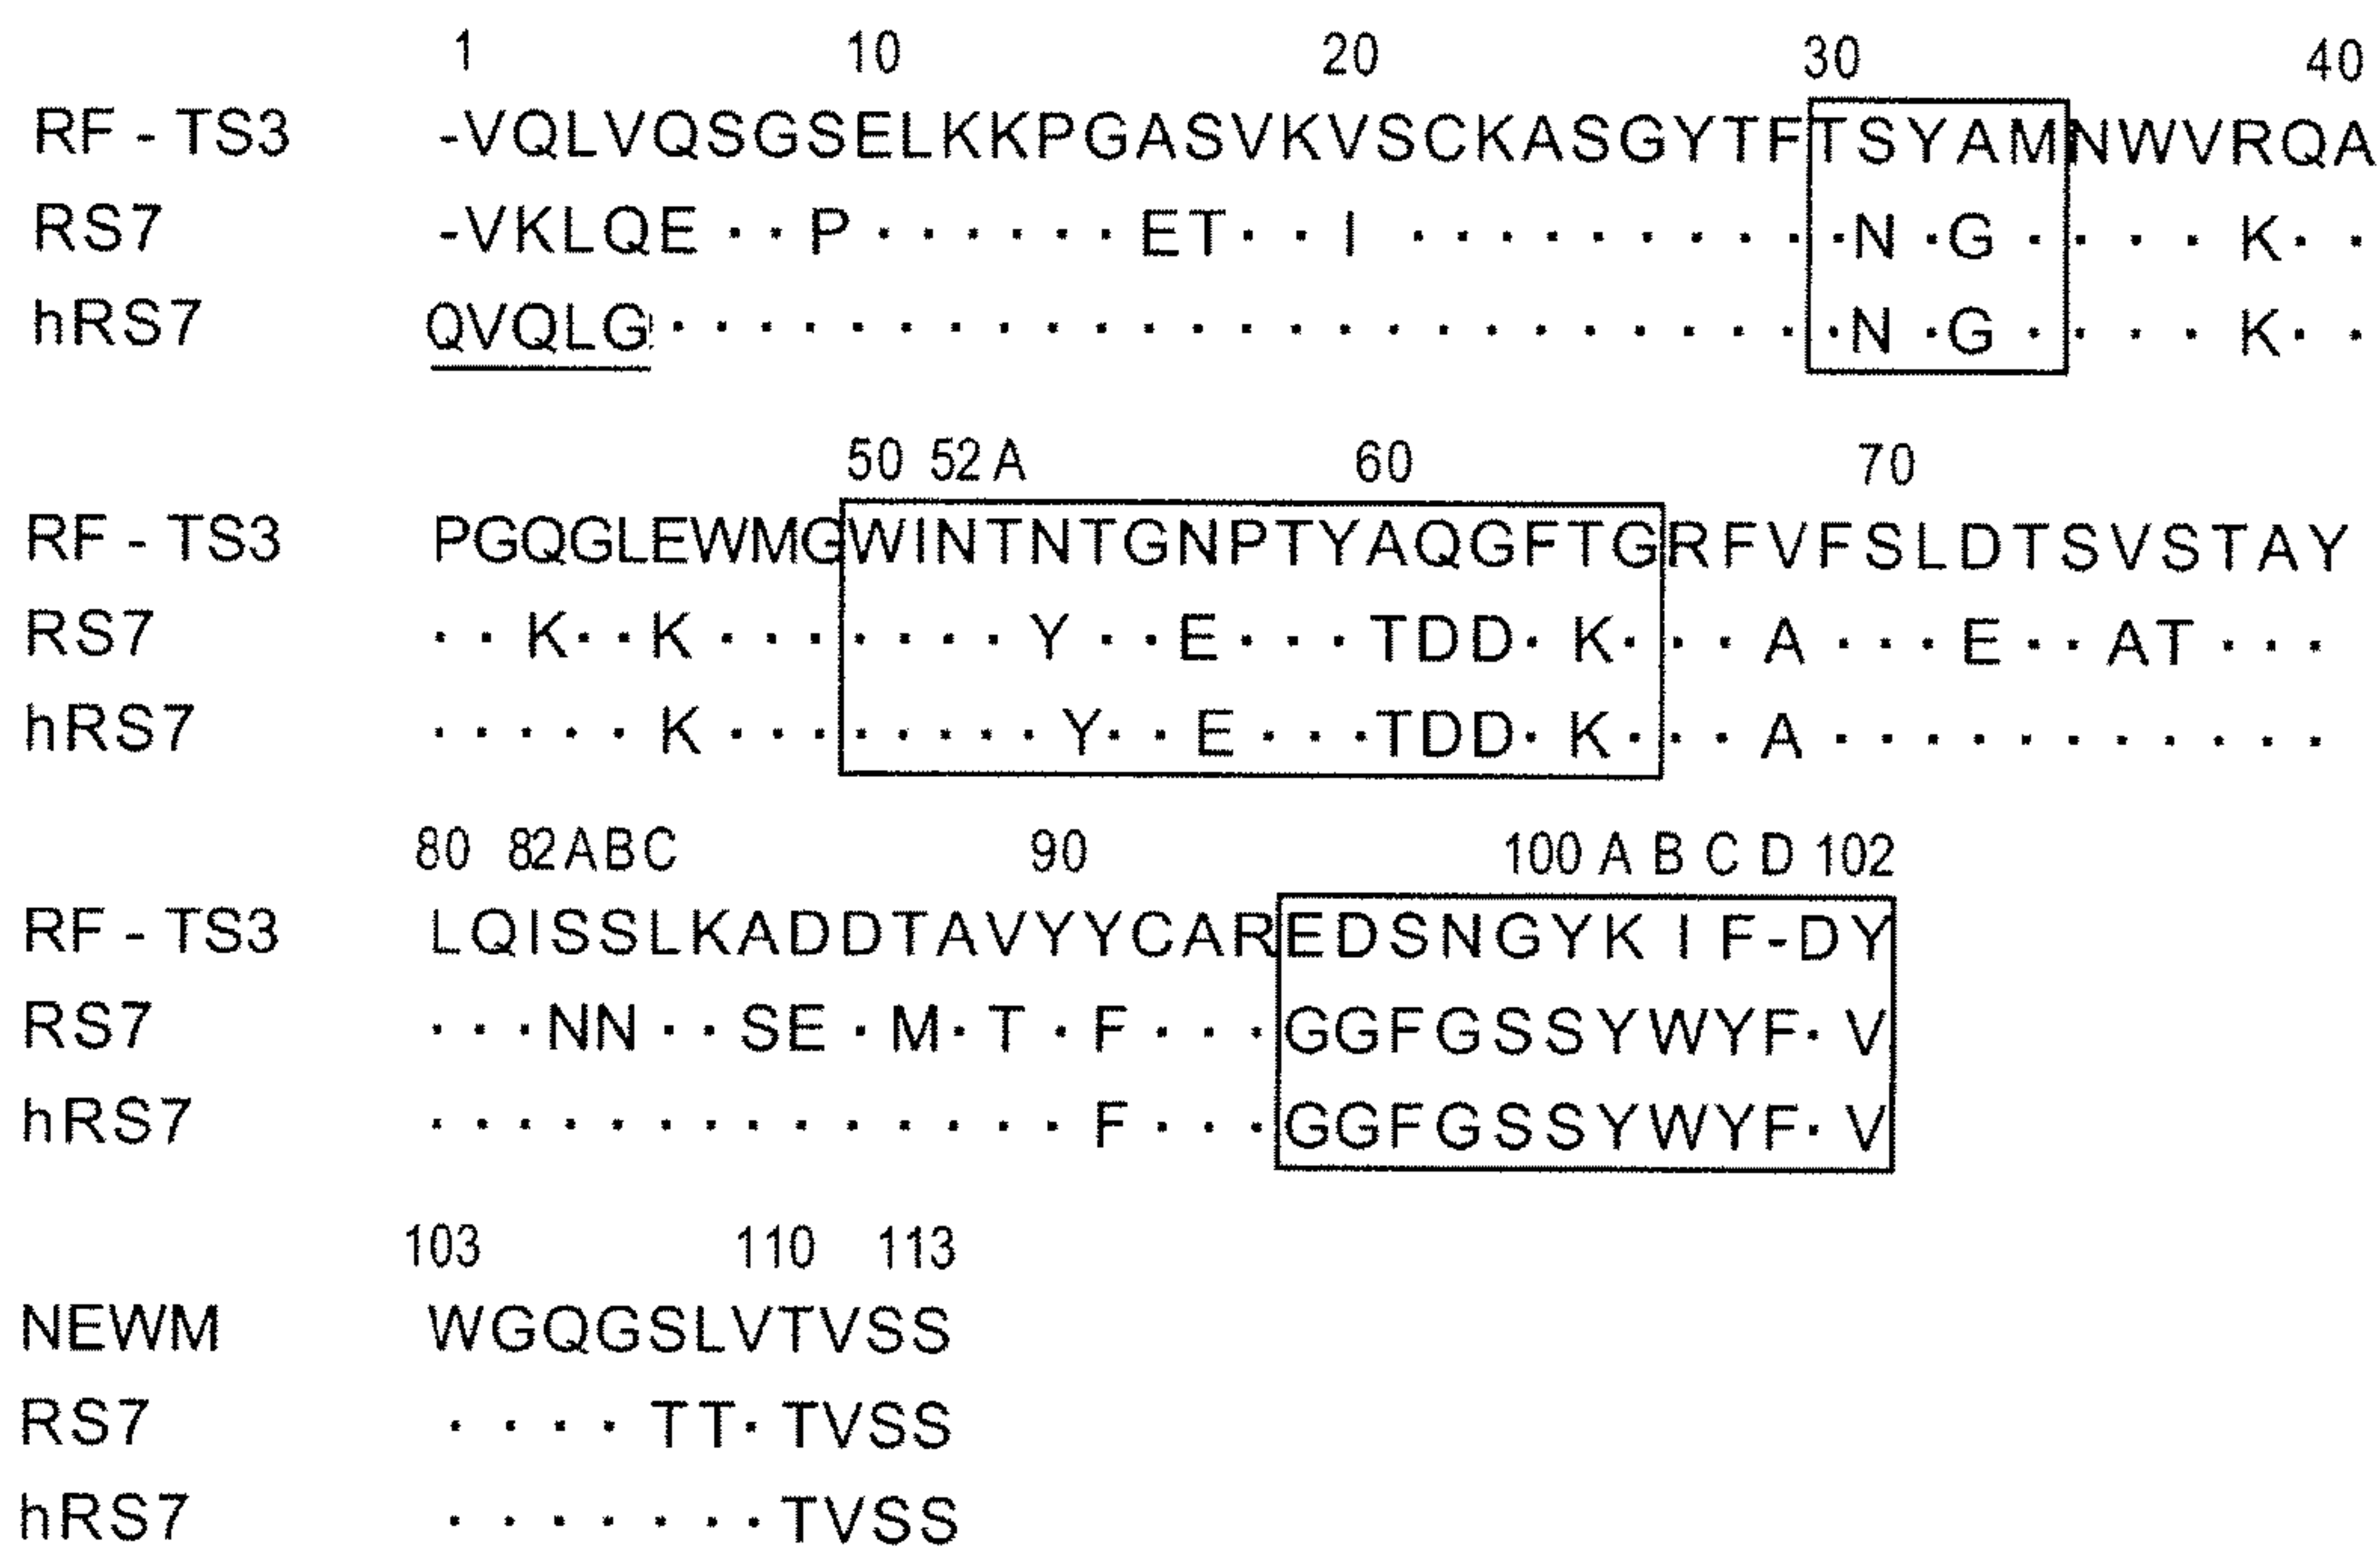 1 10 20 30 40
RF - TS3 -VQLVQSGSELKKPGASVKVSCKASGYTFTSYAMNWVRQA
RS7 -VKLQE··P······ET··I··········N·G····K··
hRS7 QVQLG·························N·G····K··
50 52 A 60 70
RF - TS3 PGQGLEWMGWINTNTGNPTYAQGFTGRFVFSLDTSVSTAY
RS7 ··K··K·······Y··E···TDD·K···A···E··AT···
hRS7 ·····K········Y··E···TDD·K···A···········
80 82ABC 90 100 A B C D 102
RF - TS3 LQISSLKADDTAVYYCAREDSNGYKIF-DY
RS7 ···NN··SE·M·T·F···GGFGSSYWYF·V
hRS7 ··············F···GGFGSSYWYF·V
103 110 113
NEWM WGQGSLVTVSS
RS7 ····TT·TVSS
hRS7 ·······TVSS